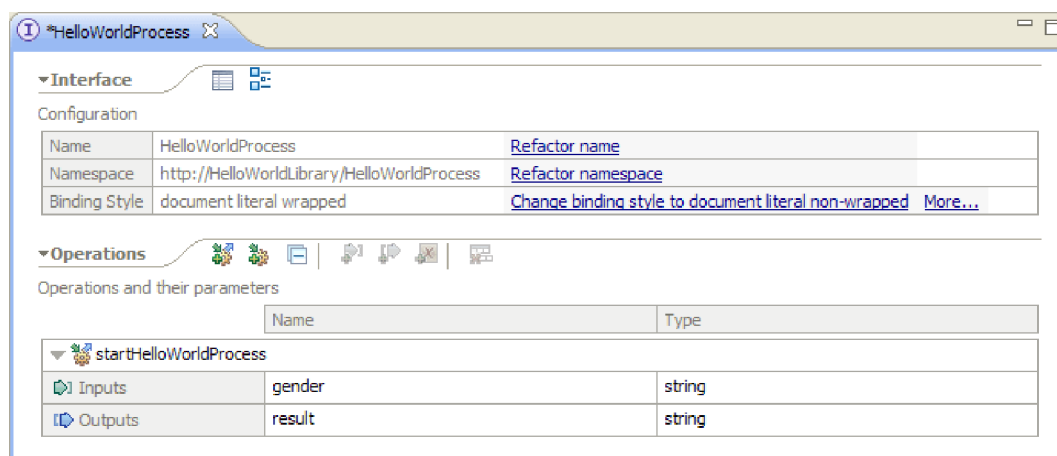 *HelloWorldProcess
Interface
Configuration
Name HelloWorldProcess Refactor name
Namespace http://HelloWorldLibrary/HelloWorldProcess Refactor namespace
Binding Style document literal wrapped Change binding style to document literal non-wrapped More...
Operations
Operations and their parameters
Name Type
startHelloWorldProcess
Inputs gender string
Outputs result string